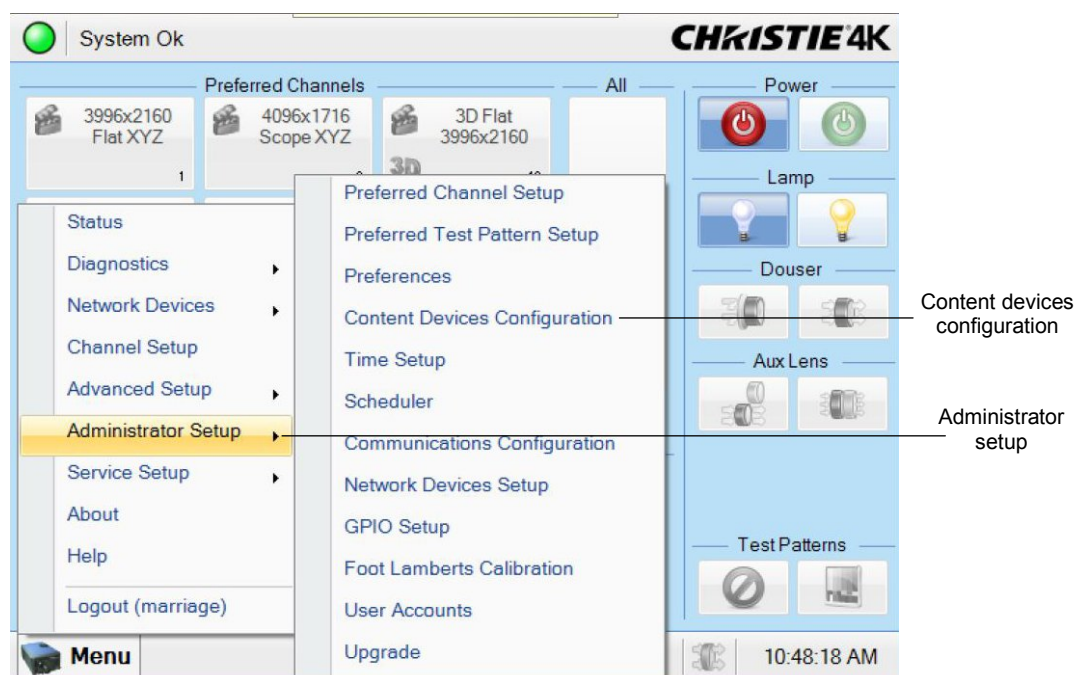 System Ok
CHRISTIE 4K
Preferred Channels
All
Power
3996x2160
Flat XYZ
1
4096x1716
Scope XYZ
3D Flat
3996x2160
3D
Lamp
Douser
Aux Lens
Test Patterns
Status
Diagnostics
Network Devices
Channel Setup
Advanced Setup
Administrator Setup
Service Setup
About
Help
Logout (marriage)
Preferred Channel Setup
Preferred Test Pattern Setup
Preferences
Content Devices Configuration
Time Setup
Scheduler
Communications Configuration
Network Devices Setup
GPIO Setup
Foot Lamberts Calibration
User Accounts
Upgrade
Menu
10:48:18 AM
Content devices
configuration
Administrator
setup